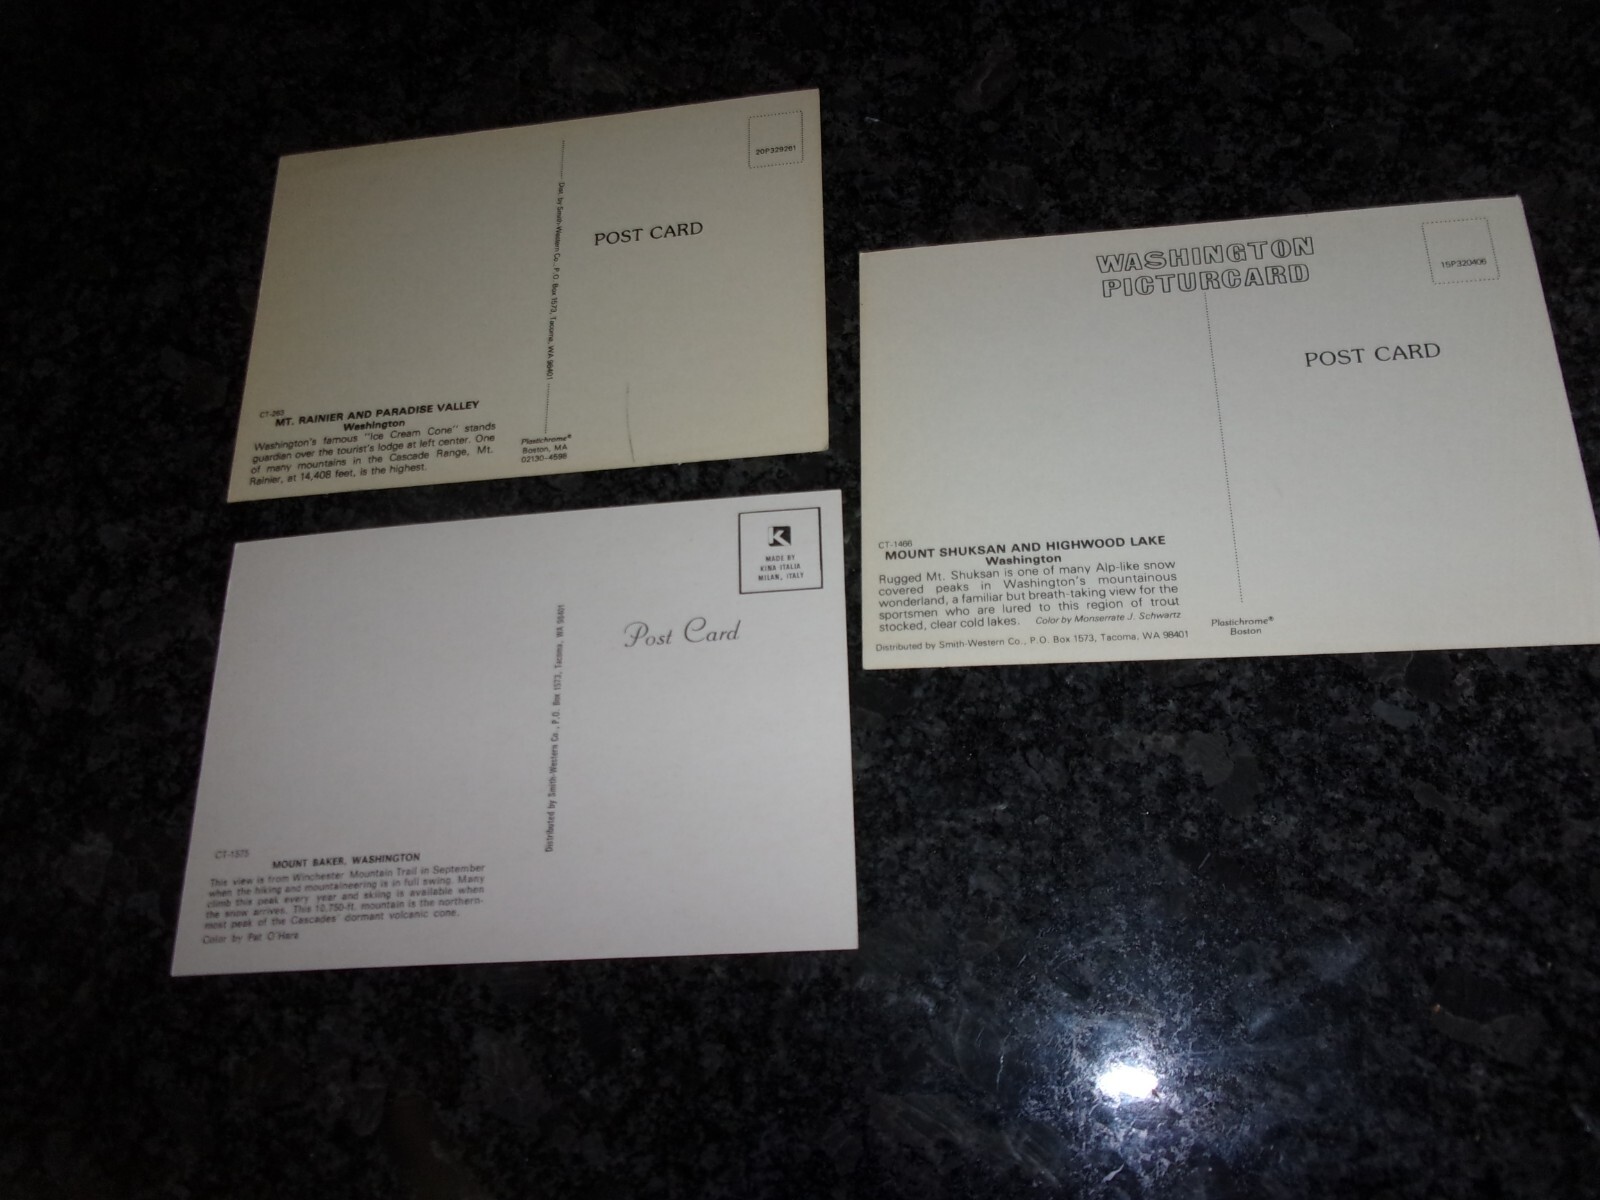 20P329261
POST CARD
Dist. by Smith-Western Co., P.O. Box 1573, Tacoma, WA 98401
CT-263
MT. RAINIER AND PARADISE VALLEY
Washington
Washington's famous "Ice Cream Cone" stands
guardian over the tourist's lodge at left center. One
of many mountains in the Cascade Range, Mt.
Rainier, at 14,408 feet, is the highest.
Plastichrome®
Boston, MA
02130-4598
WASHINGTON
PICTURCARD
15P320406
POST CARD
CT-1466
MOUNT SHUKSAN AND HIGHWOOD LAKE
Washington
Rugged Mt. Shuksan is one of many Alp-like snow
covered peaks in Washington's mountainous
wonderland, a familiar but breath-taking view for the
sportsmen who are lured to this region of trout
stocked, clear cold lakes. Color by Monserrate J. Schwartz
Distributed by Smith-Western Co., P.O. Box 1573, Tacoma, WA 98401
Plastichrome®
Boston
K
MADE BY
KINA ITALIA
MILAN, ITALY
Post Card
Distributed by Smith-Western Co., P.O. Box 1573, Tacoma, WA 98401
CT-1575
MOUNT BAKER, WASHINGTON
This view is from Winchester Mountain Trail in September
when the hiking and mountaineering is in full swing. Many
climb this peak every year and skiing is available when
the snow arrives. This 10,750-ft. mountain is the northern-
most peak of the Cascades' dormant volcanic cone.
Color by Pat O'Hara